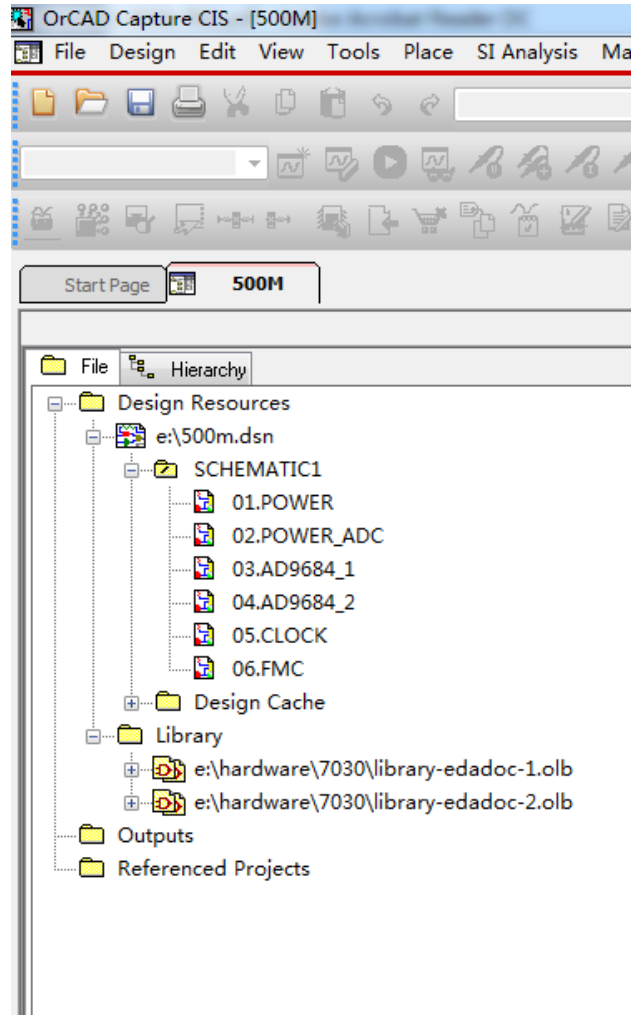 OrCAD Capture CIS - [500M]
File Design Edit View Tools Place SI Analysis Ma
Start Page 500M
File Hierarchy
Design Resources
e:\500m.dsn
SCHEMATIC1
01.POWER
02.POWER_ADC
03.AD9684_1
04.AD9684_2
05.CLOCK
06.FMC
Design Cache
Library
e:\hardware\7030\library-edadoc-1.olb
e:\hardware\7030\library-edadoc-2.olb
Outputs
Referenced Projects